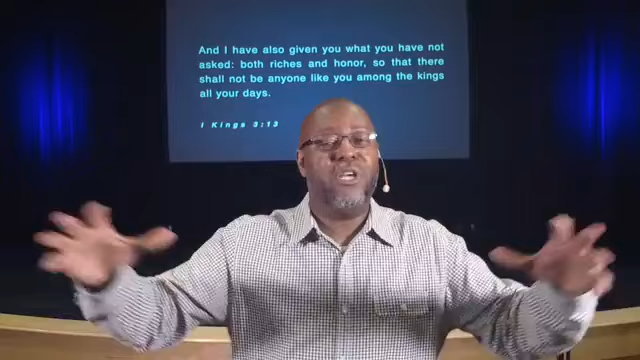 And I have also given you what you have not
asked: both riches and honor, so that there
shall not be anyone like you among the kings
all your days.
I Kings 3:13